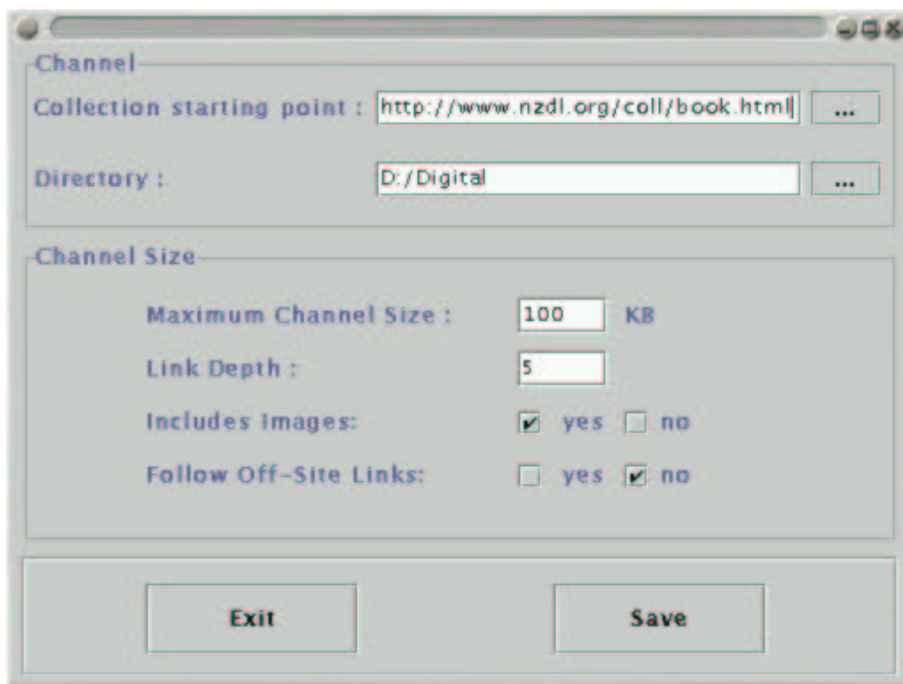 Channel
Collection starting point : http://www.nzdl.org/coll/book.html ...
Directory : D:/Digital ...
Channel Size
Maximum Channel Size : 100 KB
Link Depth : 5
Includes Images: yes no
Follow Off-Site Links: yes no
Exit Save